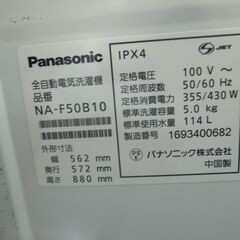 Panasonic
全自動電気洗濯機
品番
NA-F50B10
外形寸法
幅 562 mm
奥行 572 mm
高さ 880 mm
IPX4
JET
定格電圧 100 V ～
定格周波数 50/60 Hz
定格消費電力 355/430 W
標準洗濯容量 5.0 kg
標準使用水量 114 L
製造番号 1693400682
PS E
パナソニック株式会社
中国製